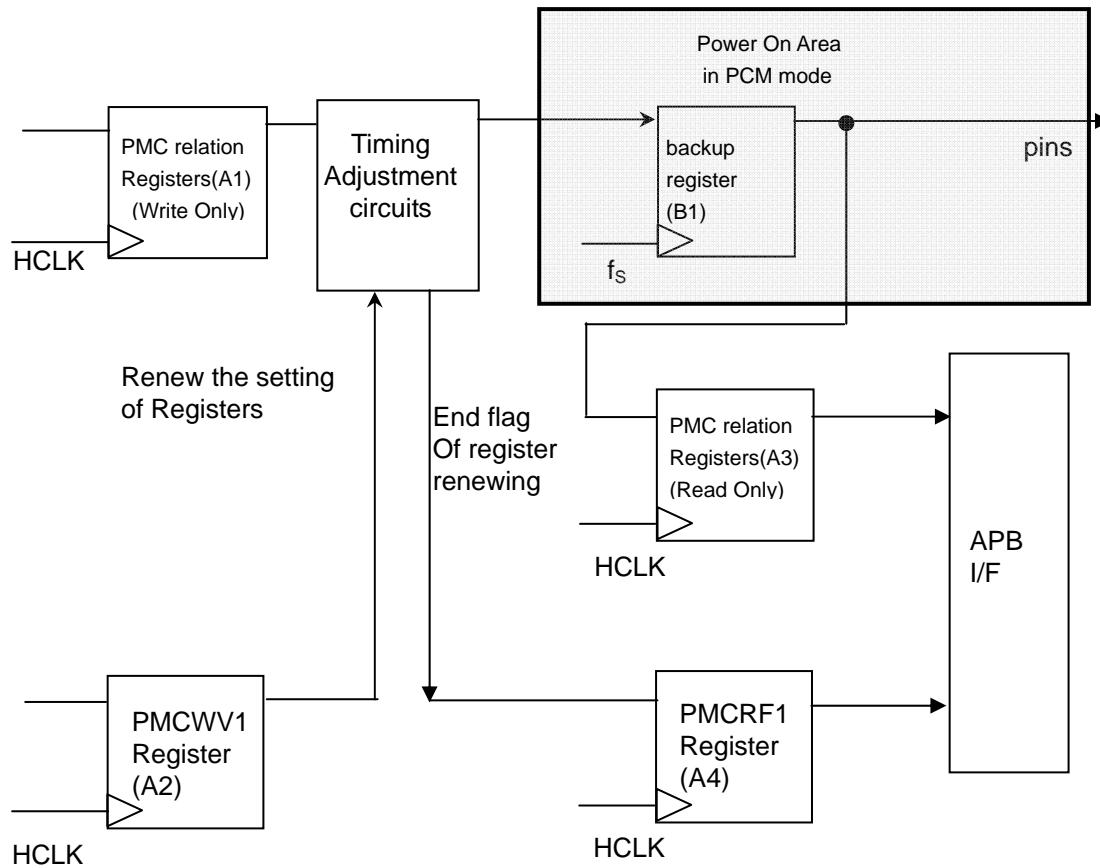 Power On Area
in PCM mode
PMC relation
Registers(A1)
(Write Only)
HCLK
Timing
Adjustment
circuits
backup
register
(B1)
fS
pins
Renew the setting
of Registers
End flag
Of register
renewing
PMC relation
Registers(A3)
(Read Only)
HCLK
APB
I/F
PMCWV1
Register
(A2)
HCLK
PMCRF1
Register
(A4)
HCLK